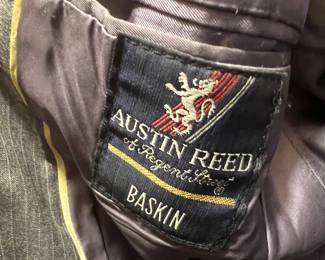 AUSTIN REED
of Regent Street
BASKIN